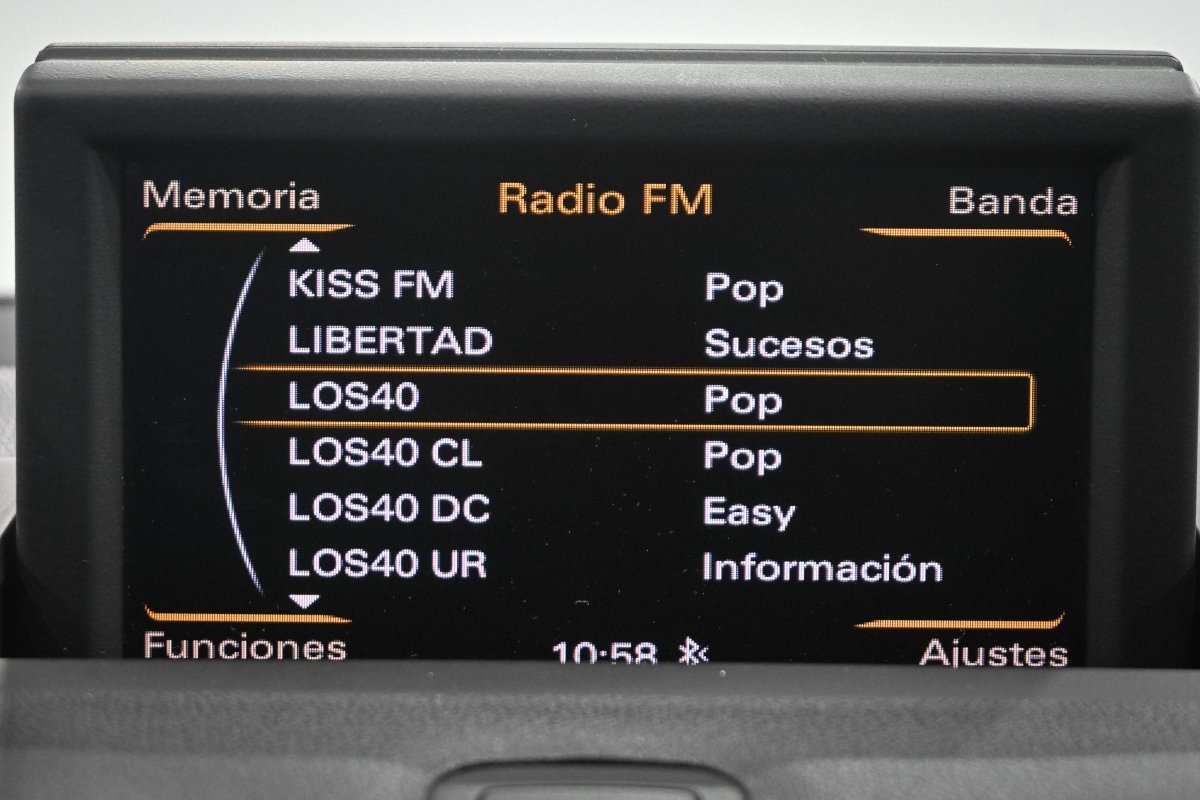 Memoria Radio FM Banda
KISS FM Pop
LIBERTAD Sucesos
LOS40 Pop
LOS40 CL Pop
LOS40 DC Easy
LOS40 UR Información
Funciones 10:58 Ajustes